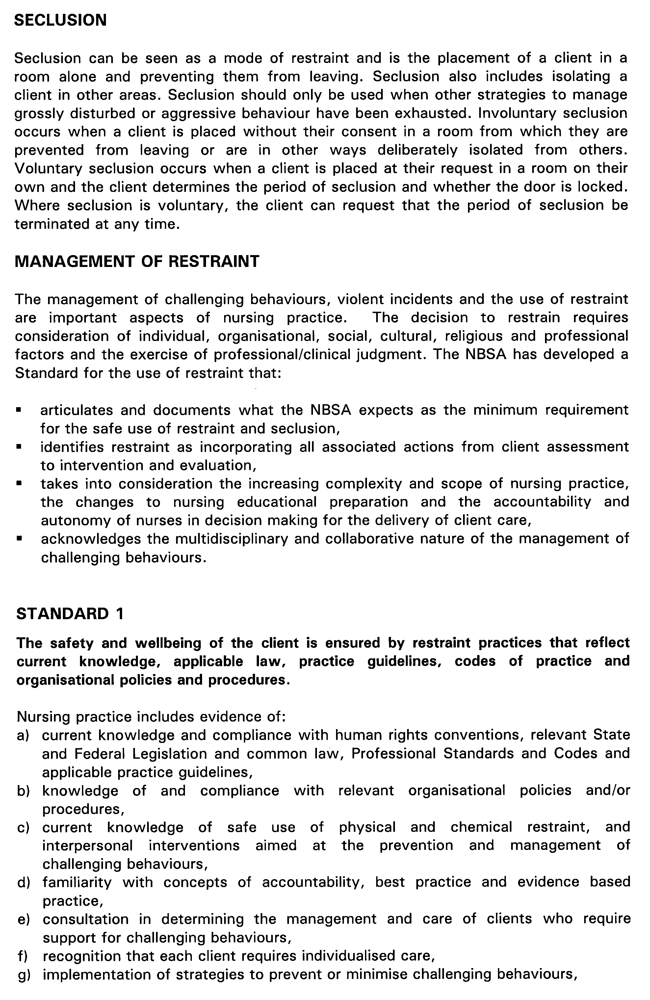 SECLUSION
Seclusion can be seen as a mode of restraint and is the placement of a client in a
room alone and preventing them from leaving. Seclusion also includes isolating a
client in other areas. Seclusion should only be used when other strategies to manage
grossly disturbed or aggressive behaviour have been exhausted. Involuntary seclusion
occurs when a client is placed without their consent in a room from which they are
prevented from leaving or are in other ways deliberately isolated from others.
Voluntary seclusion occurs when a client is placed at their request in a room on their
own and the client determines the period of seclusion and whether the door is locked.
Where seclusion is voluntary, the client can request that the period of seclusion be
terminated at any time.
MANAGEMENT OF RESTRAINT
The management of challenging behaviours, violent incidents and the use of restraint
are important aspects of nursing practice. The decision to restrain requires
consideration of individual, organisational, social, cultural, religious and professional
factors and the exercise of professional/clinical judgment. The NBSA has developed a
Standard for the use of restraint that:
▪ articulates and documents what the NBSA expects as the minimum requirement
for the safe use of restraint and seclusion,
▪ identifies restraint as incorporating all associated actions from client assessment
to intervention and evaluation,
▪ takes into consideration the increasing complexity and scope of nursing practice,
the changes to nursing educational preparation and the accountability and
autonomy of nurses in decision making for the delivery of client care,
▪ acknowledges the multidisciplinary and collaborative nature of the management of
challenging behaviours.
STANDARD 1
The safety and wellbeing of the client is ensured by restraint practices that reflect
current knowledge, applicable law, practice guidelines, codes of practice and
organisational policies and procedures.
Nursing practice includes evidence of:
a) current knowledge and compliance with human rights conventions, relevant State
and Federal Legislation and common law, Professional Standards and Codes and
applicable practice guidelines,
b) knowledge of and compliance with relevant organisational policies and/or
procedures,
c) current knowledge of safe use of physical and chemical restraint, and
interpersonal interventions aimed at the prevention and management of
challenging behaviours,
d) familiarity with concepts of accountability, best practice and evidence based
practice,
e) consultation in determining the management and care of clients who require
support for challenging behaviours,
f) recognition that each client requires individualised care,
g) implementation of strategies to prevent or minimise challenging behaviours,